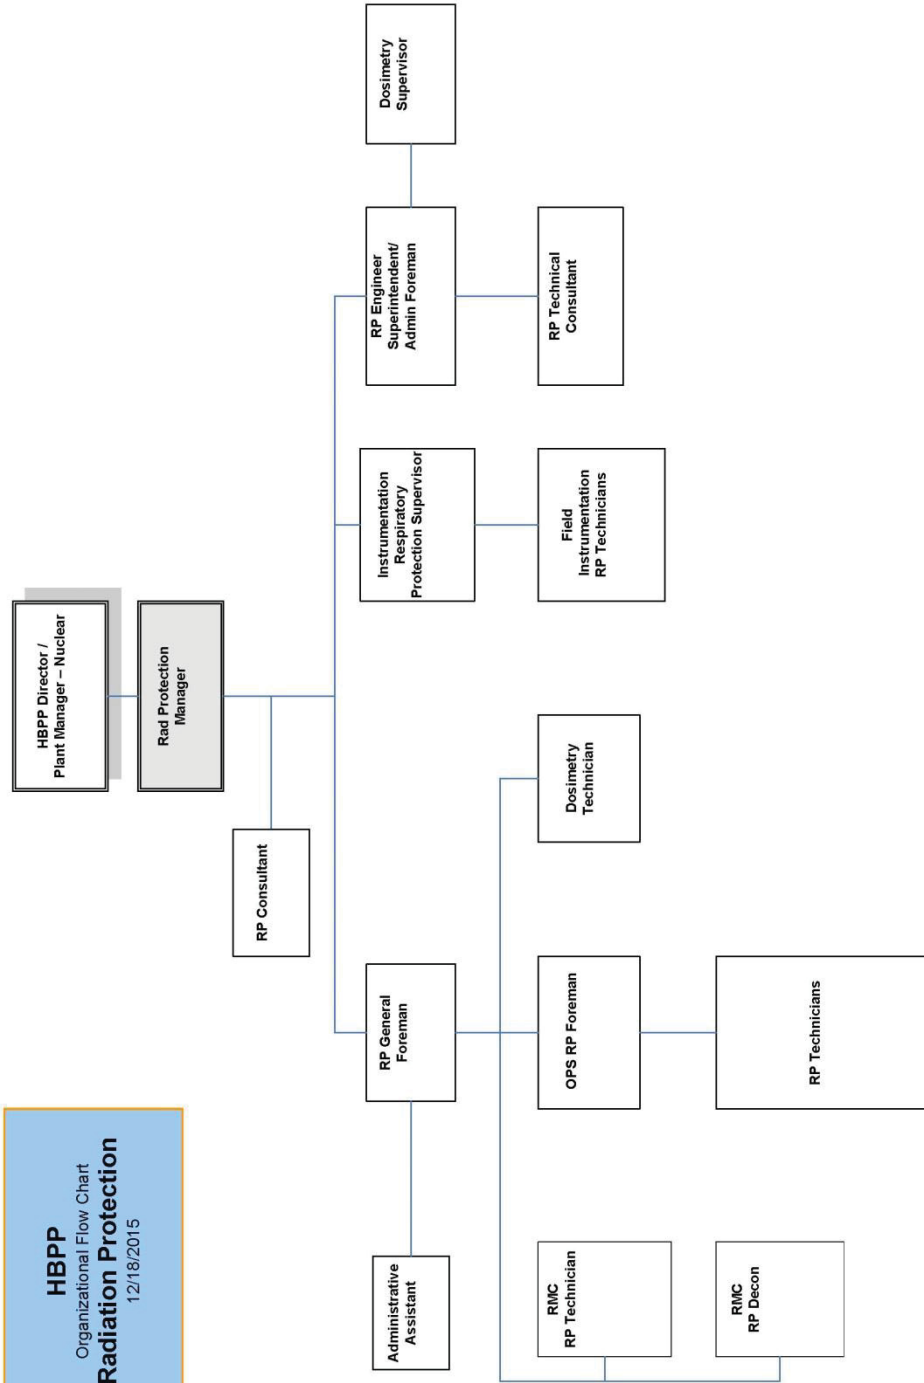 HBPP
Organizational Flow Chart
Radiation Protection
12/18/2015
HBPP Director /
Plant Manager – Nuclear
Rad Protection
Manager
RP Consultant
Administrative
Assistant
RP General
Foreman
Instrumentation
Respiratory
Protection Supervisor
RP Engineer
Superintendent/
Admin Foreman
Dosimetry
Supervisor
RMC
RP Technician
OPS RP Foreman
Dosimetry
Technician
Field
Instrumentation
RP Technicians
RP Technical
Consultant
RMC
RP Decon
RP Technicians